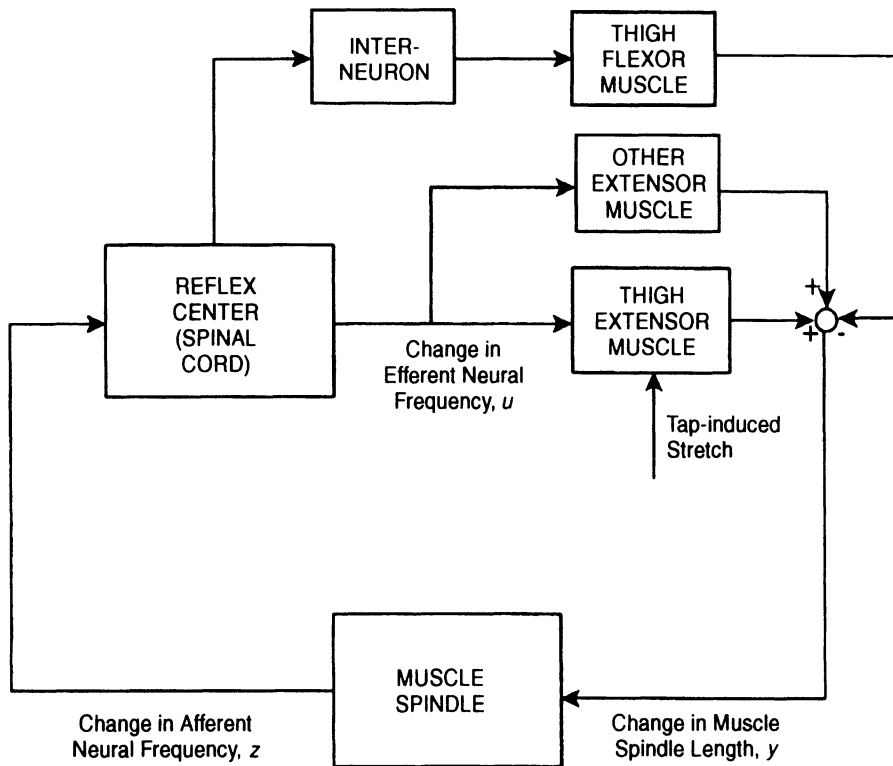 INTER-
NEURON
THIGH
FLEXOR
MUSCLE
OTHER
EXTENSOR
MUSCLE
REFLEX
CENTER
(SPINAL
CORD)
THIGH
EXTENSOR
MUSCLE
+
+
-
Change in
Efferent Neural
Frequency, u
Tap-induced
Stretch
MUSCLE
SPINDLE
Change in Afferent
Neural Frequency, z
Change in Muscle
Spindle Length, y